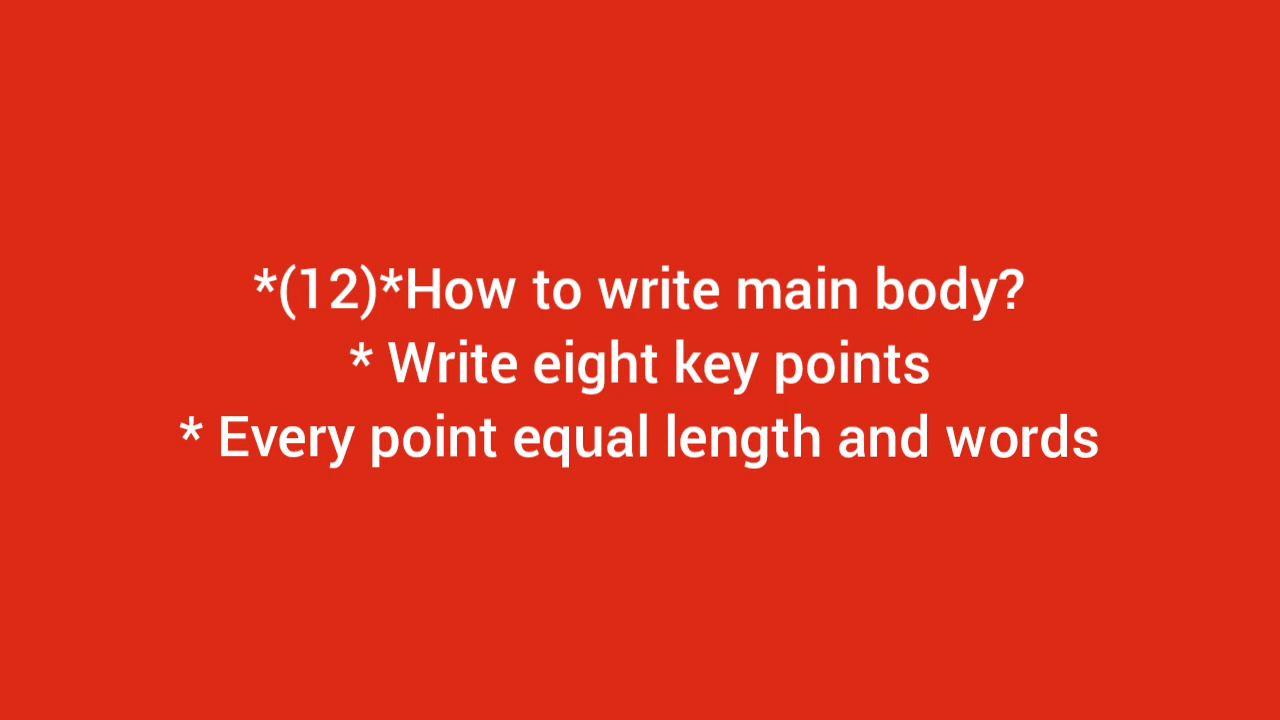 *(12)*How to write main body?
* Write eight key points
* Every point equal length and words